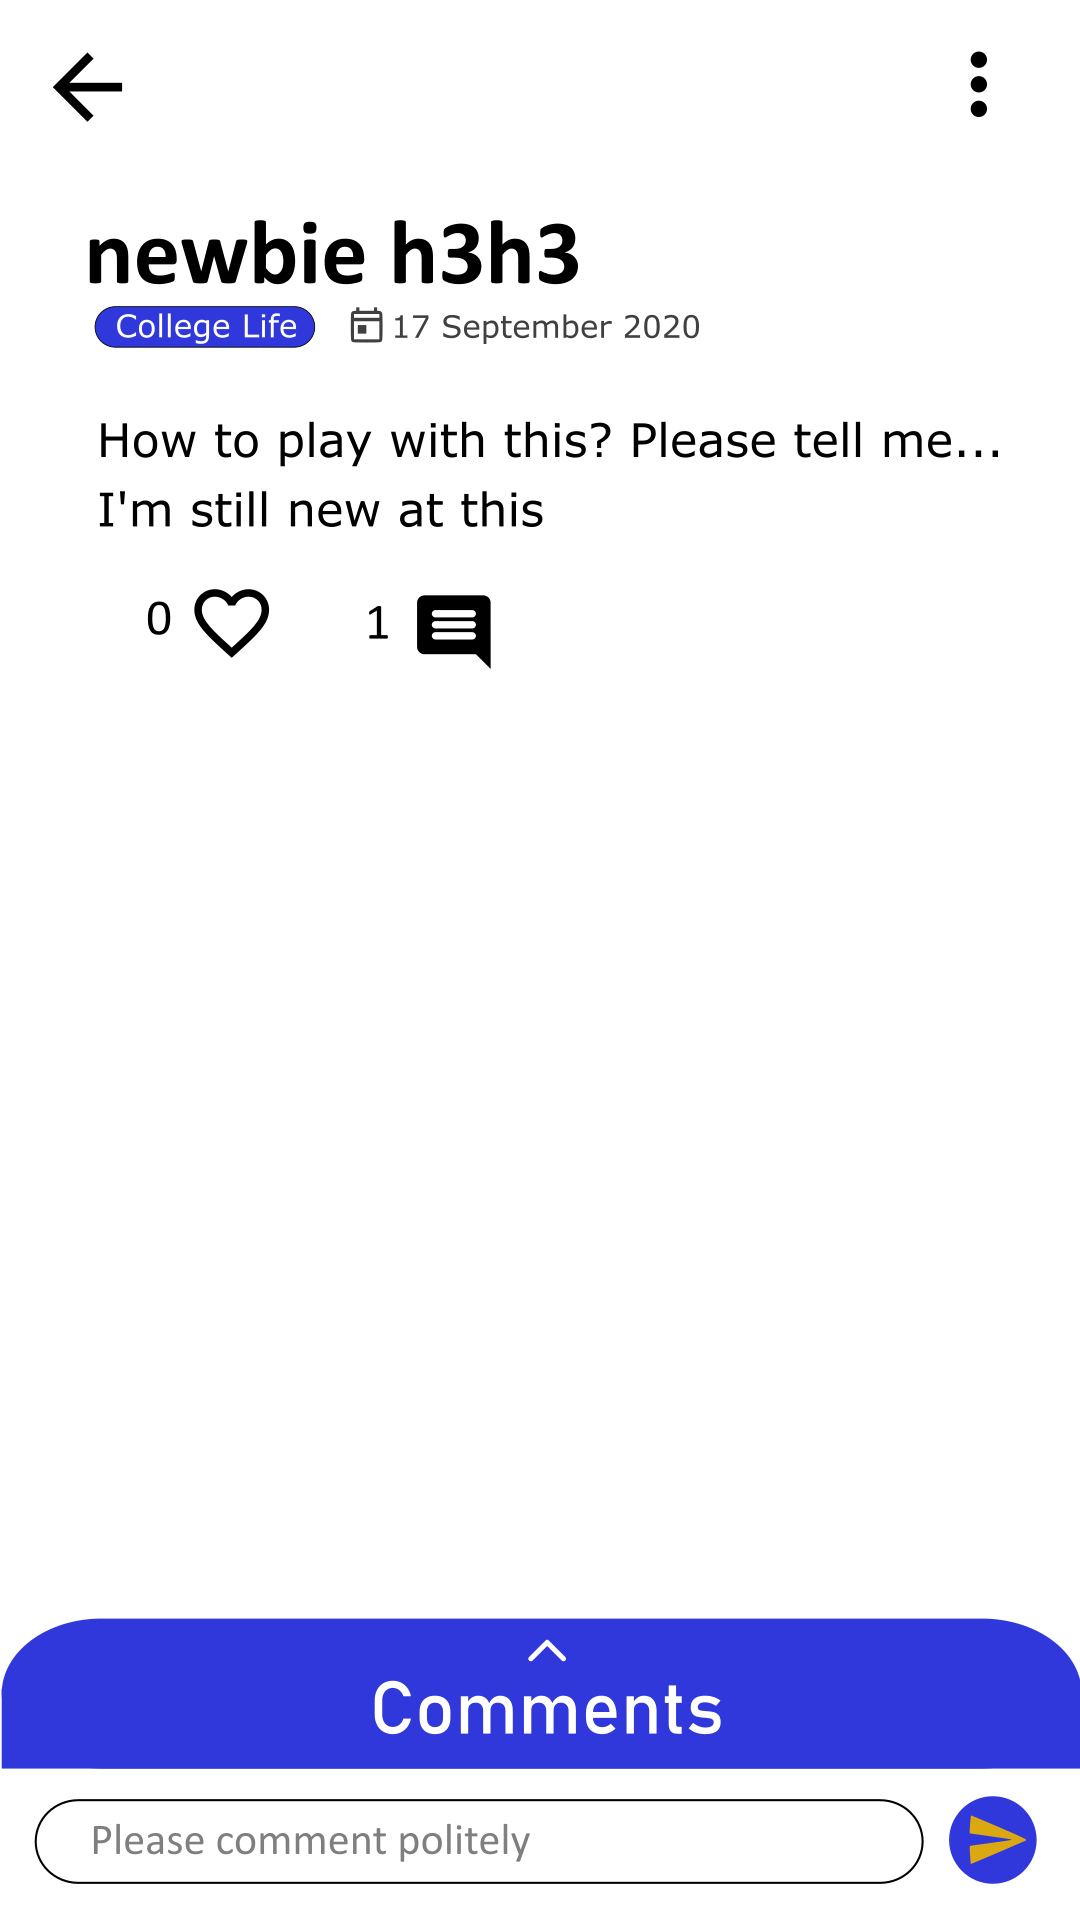 newbie h3h3
College Life 17 September 2020
How to play with this? Please tell me...
I'm still new at this
0 1
Comments
Please comment politely